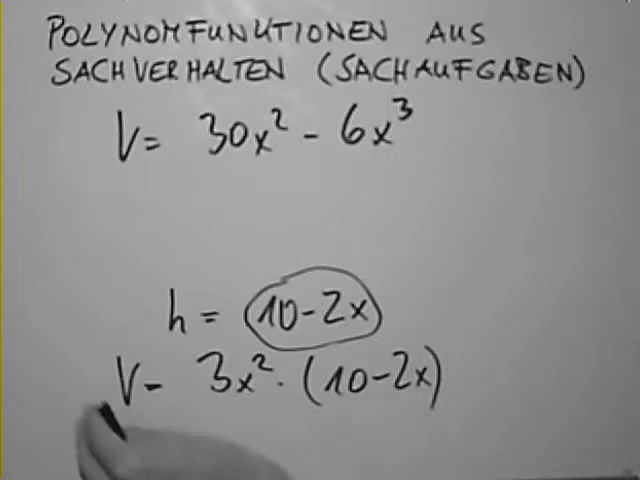 POLYNOMFUNKTIONEN AUS
SACHVERHALTEN (SACHAUFGABEN)
V = 30x² - 6x³
h = (10-2x)
V = 3x² · (10-2x)